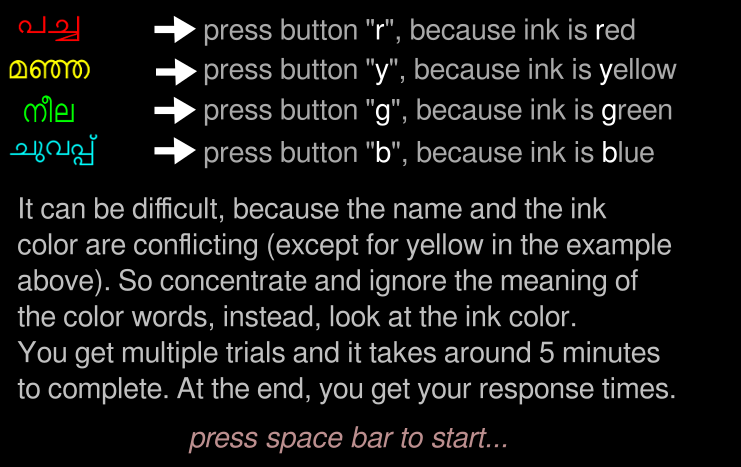 പച്ച press button "r", because ink is red
മഞ്ഞ press button "y", because ink is yellow
നീല press button "g", because ink is green
ചുവപ്പ് press button "b", because ink is blue
It can be difficult, because the name and the ink
color are conflicting (except for yellow in the example
above). So concentrate and ignore the meaning of
the color words, instead, look at the ink color.
You get multiple trials and it takes around 5 minutes
to complete. At the end, you get your response times.
press space bar to start...